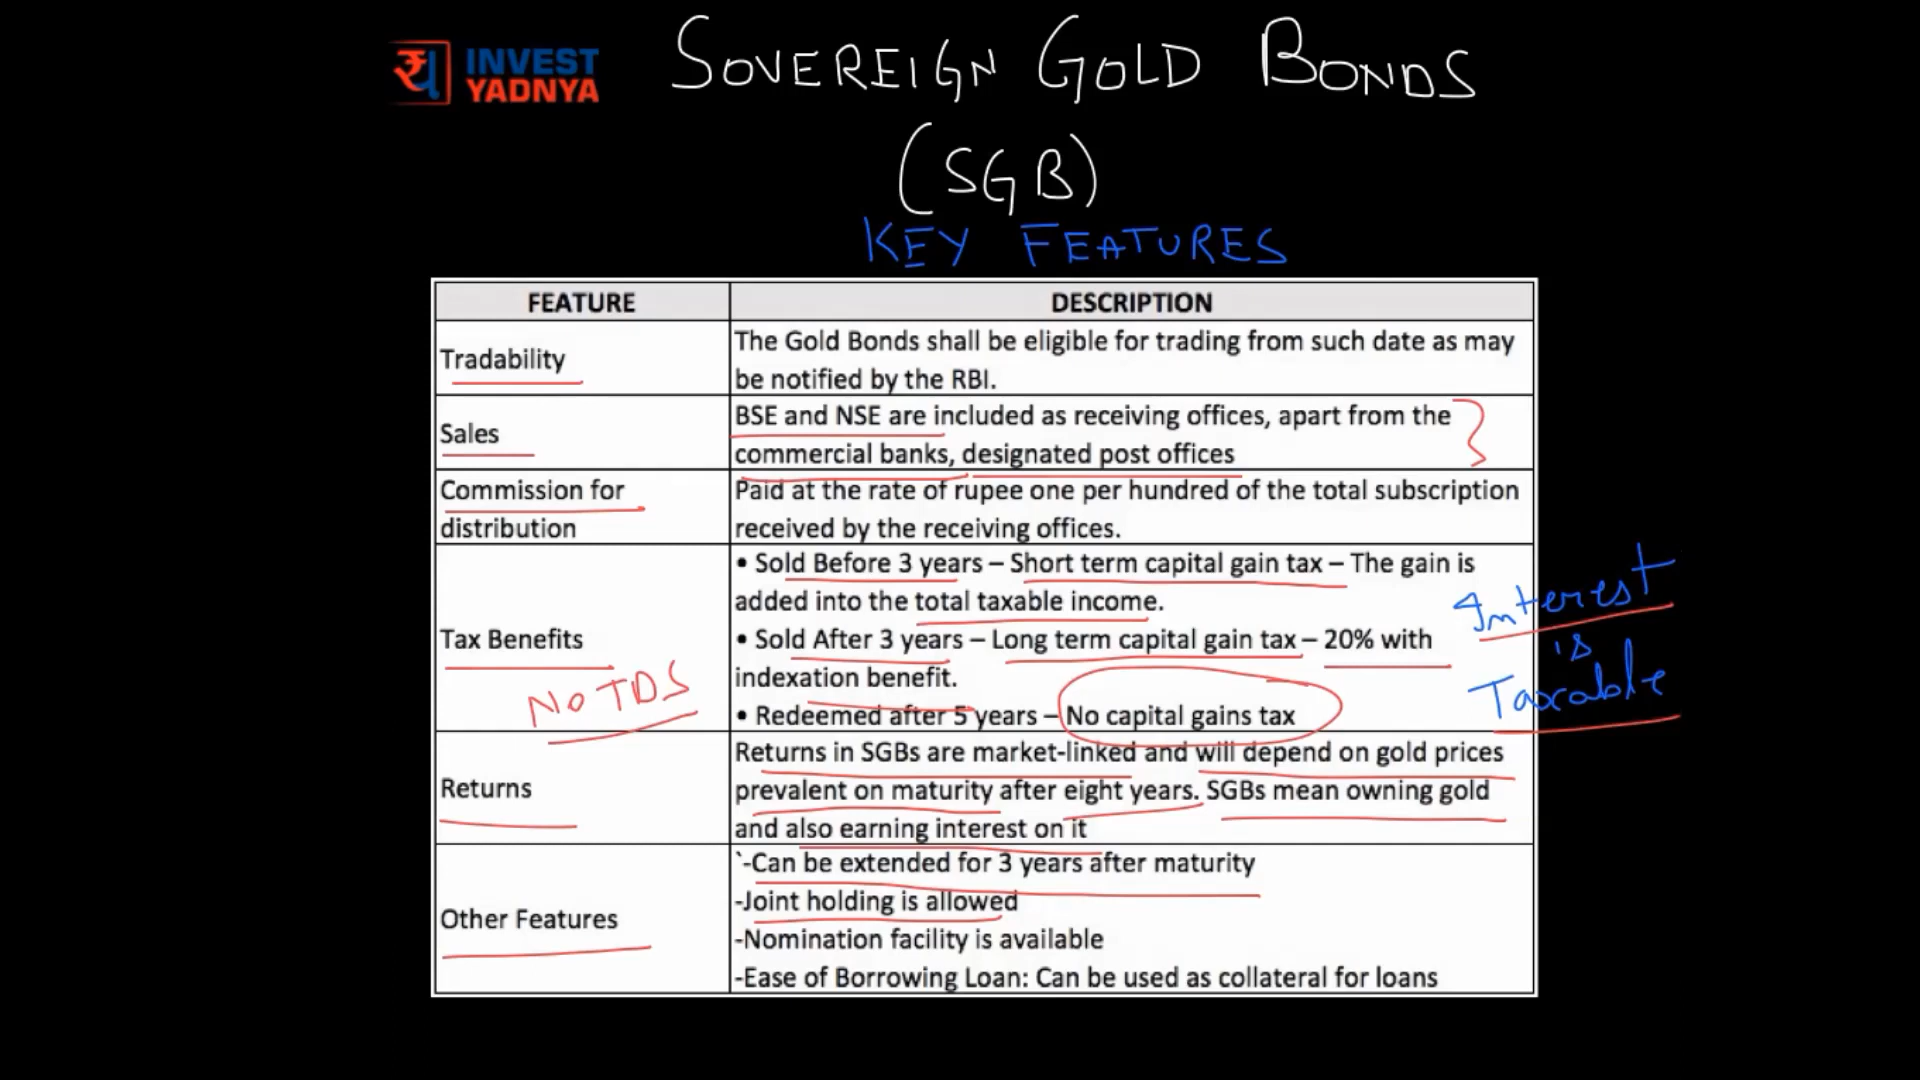 INVEST
YADNYA
SOVEREIGN GOLD BONDS
(SGB)
KEY FEATURES
FEATURE DESCRIPTION
Tradability
The Gold Bonds shall be eligible for trading from such date as may
be notified by the RBI.
Sales
BSE and NSE are included as receiving offices, apart from the
commercial banks, designated post offices
Commission for
distribution
Paid at the rate of rupee one per hundred of the total subscription
received by the receiving offices.
Tax Benefits
No TDS
• Sold Before 3 years – Short term capital gain tax – The gain is
added into the total taxable income.
• Sold After 3 years – Long term capital gain tax – 20% with
indexation benefit.
• Redeemed after 5 years – No capital gains tax
Interest
is
Taxable
Returns
Returns in SGBs are market-linked and will depend on gold prices
prevalent on maturity after eight years. SGBs mean owning gold
and also earning interest on it
Other Features
`-Can be extended for 3 years after maturity
-Joint holding is allowed
-Nomination facility is available
-Ease of Borrowing Loan: Can be used as collateral for loans